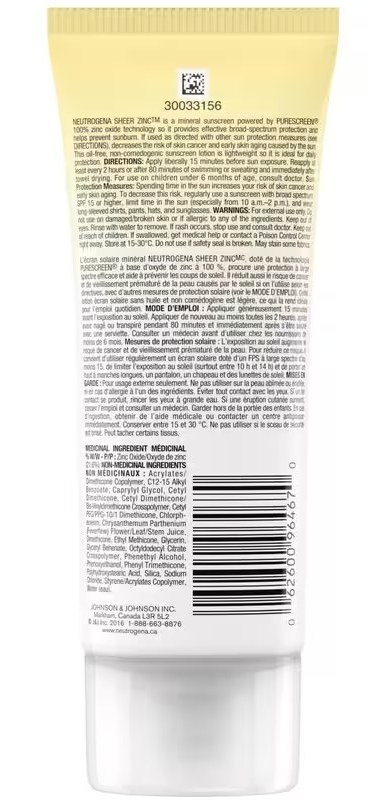 30033156
NEUTROGENA SHEER ZINC™ is a mineral sunscreen powered by PURESCREEN®
100% zinc oxide technology so it provides effective broad-spectrum protection and
helps prevent sunburn. If used as directed with other sun protection measures (see
DIRECTIONS), decreases the risk of skin cancer and early skin aging caused by the sun.
This oil-free, non-comedogenic sunscreen lotion is lightweight so it is ideal for daily
protection. DIRECTIONS: Apply liberally 15 minutes before sun exposure. Reapply at
least every 2 hours or after 80 minutes of swimming or sweating and immediately after
towel drying. For use on children under 6 months of age, consult doctor. Sun
Protection Measures: Spending time in the sun increases your risk of skin cancer and
early skin aging. To decrease this risk, regularly use a sunscreen with broad spectrum
SPF 15 or higher, limit time in the sun (especially from 10 a.m.–2 p.m.), and wear
long-sleeved shirts, pants, hats, and sunglasses. WARNINGS: For external use only. Do
not use on damaged/broken skin or if allergic to any of the ingredients. Keep out of
eyes. Rinse with water to remove. If rash occurs, stop use and consult doctor. Keep out
of reach of children. If swallowed, get medical help or contact a Poison Control Center
right away. Store at 15-30°C. Do not use if safety seal is broken. May stain some fabrics.
L'écran solaire minéral NEUTROGENA SHEER ZINCMC, doté de la technologie
PURESCREEN® à base d'oxyde de zinc à 100 %, procure une protection à large
spectre efficace et aide à prévenir les coups de soleil. Il réduit aussi le risque de cancer
et de vieillissement prématuré de la peau causés par le soleil si on l'utilise selon les
directives, avec d'autres mesures de protection solaire (voir le MODE D'EMPLOI). Cette
lotion écran solaire sans huile et non comédogène est légère, ce qui la rend idéale
pour l'emploi quotidien. MODE D'EMPLOI : Appliquer généreusement 15 minutes
avant l'exposition au soleil. Appliquer de nouveau au moins toutes les 2 heures, après
avoir nagé ou transpiré pendant 80 minutes et immédiatement après s'être séché
avec une serviette. Consulter un médecin avant d'utiliser chez les nourrissons de
moins de 6 mois. Mesures de protection solaire : L'exposition au soleil augmente le
risque de cancer et de vieillissement prématuré de la peau. Pour réduire ce risque, il
convient d'utiliser régulièrement un écran solaire doté d'un FPS à large spectre d'au
moins 15, de limiter l'exposition au soleil (surtout entre 10 h et 14 h) et de porter un
haut à manches longues, un pantalon, un chapeau et des lunettes de soleil. MISES EN
GARDE : Pour usage externe seulement. Ne pas utiliser sur la peau abîmée ou
en cas d'allergie à l'un des ingrédients. Éviter tout contact avec les yeux. Si un
contact se produit, rincer les yeux à grande eau. Si une éruption cutanée survient,
cesser l'emploi et consulter un médecin. Garder hors de la portée des enfants. En cas
d'ingestion, obtenir de l'aide médicale ou contacter un centre antipoison
immédiatement. Conserver entre 15 et 30 °C. Ne pas utiliser si le sceau de sécurité
est brisé. Peut tacher certains tissus.
MEDICINAL INGREDIENT MÉDICINAL
% W/W - P/P : Zinc Oxide/Oxyde de zinc
(21.6%) NON-MEDICINAL INGREDIENTS
NON MÉDICINAUX : Acrylates/
Dimethicone Copolymer, C12-15 Alkyl
Benzoate, Caprylyl Glycol, Cetyl
Dimethicone, Cetyl Dimethicone/
Bis-Vinyldimethicone Crosspolymer, Cetyl
PEG/PPG-10/1 Dimethicone, Chlorph-
enesin, Chrysanthemum Parthenium
(Feverfew) Flower/Leaf/Stem Juice,
Dimethicone, Ethyl Methicone, Glycerin,
Glyceryl Behenate, Octyldodecyl Citrate
Crosspolymer, Phenethyl Alcohol,
Phenoxyethanol, Phenyl Trimethicone,
Polyhydroxystearic Acid, Silica, Sodium
Chloride, Styrene/Acrylates Copolymer,
Water (eau).
0 62600 96467 0
JOHNSON & JOHNSON INC.
Markham, Canada L3R 5L2
© J&J Inc. 2016 1-888-663-8876
www.neutrogena.ca